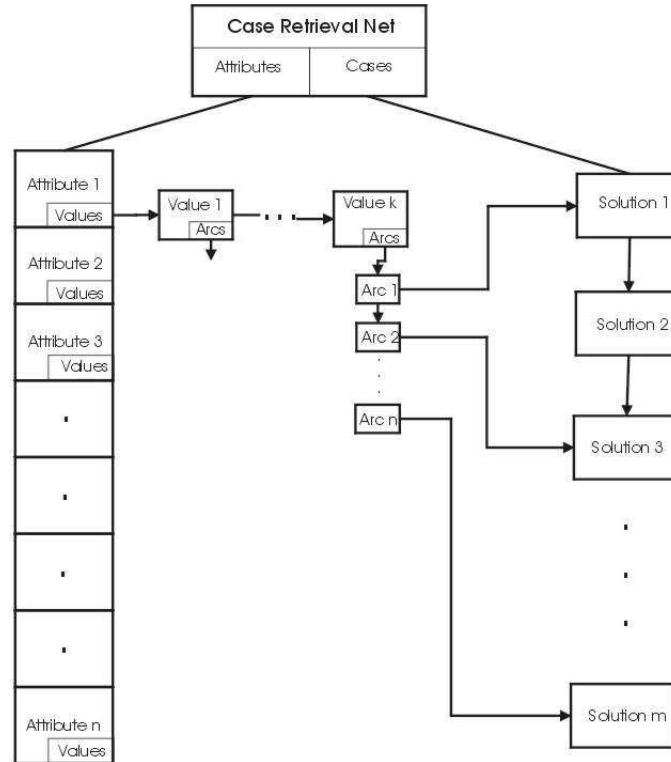 Case Retrieval Net
Attributes
Cases
Attribute 1
Values
Value 1
Arcs
. . .
Value k
Arcs
Solution 1
Attribute 2
Values
Arc 1
Attribute 3
Values
Arc 2
Solution 2
Arc n
Solution 3
Attribute n
Values
Solution m